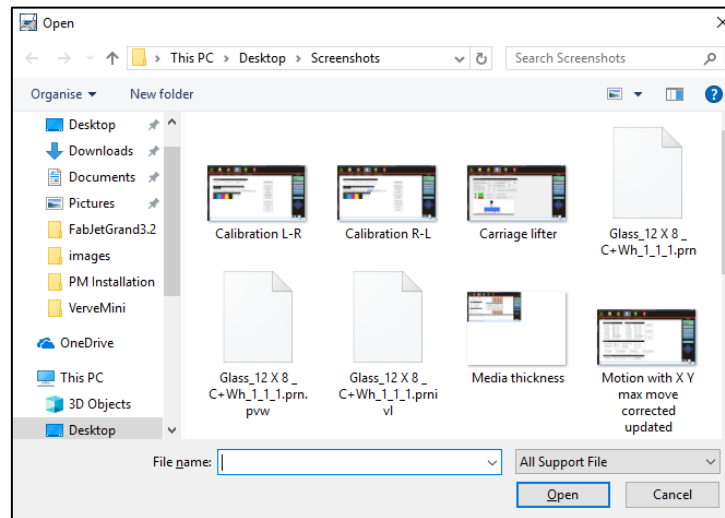 Open
This PC > Desktop > Screenshots
Search Screenshots
Organise
New folder
Desktop
Downloads
Documents
Pictures
FabJetGrand3.2
images
PM Installation
VerveMini
OneDrive
This PC
3D Objects
Desktop
Calibration L-R
Calibration R-L
Carriage lifter
Glass_12 X 8 _
C+Wh_1_1_1.prn
Glass_12 X 8 _
C+Wh_1_1_1.prn.
pvw
Glass_12 X 8 _
C+Wh_1_1_1.prni
vl
Media thickness
Motion with X Y
max move
corrected
updated
File name:
All Support File
Open
Cancel